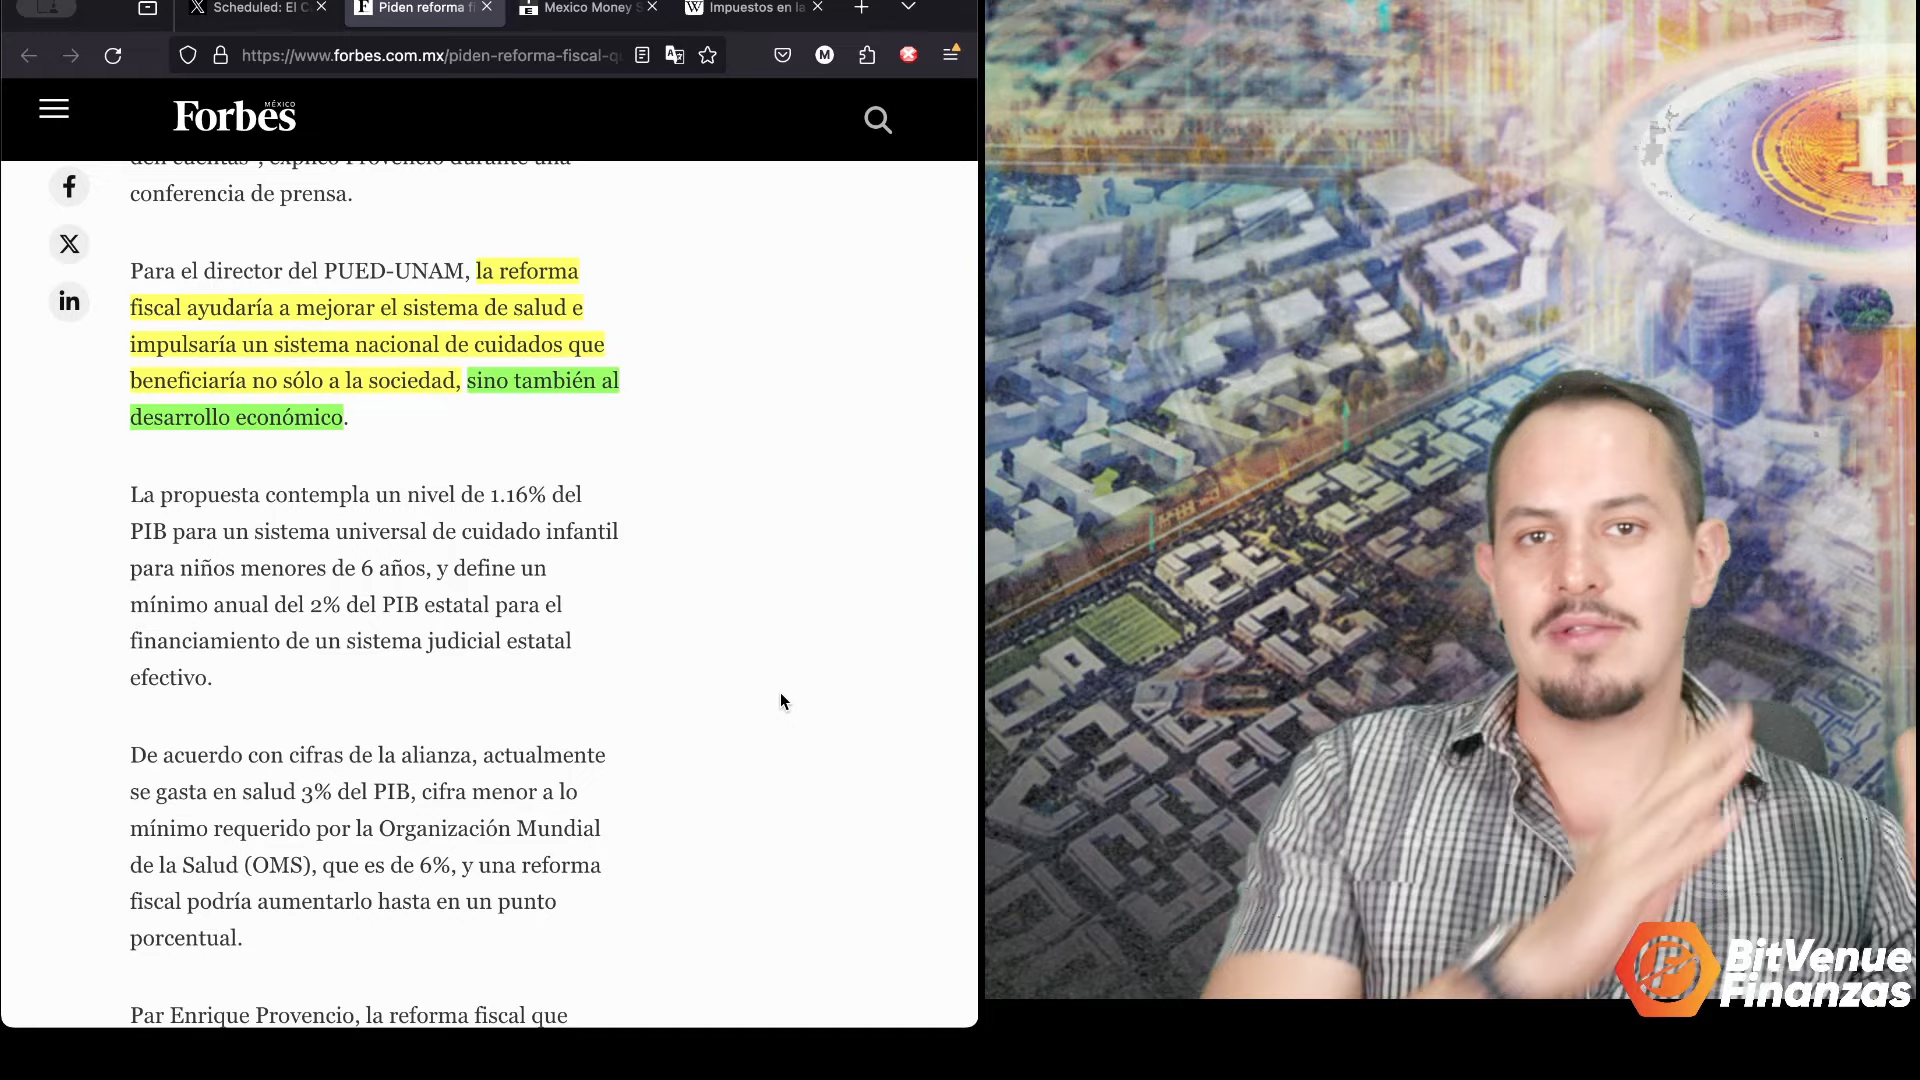 Scheduled: El C
Piden reforma fi
Mexico Money S
Impuestos en la
https://www.forbes.com.mx/piden-reforma-fiscal-qu
Forbes
MÉXICO
den cuentas”, explicó Provencio durante una
conferencia de prensa.
Para el director del PUED-UNAM, la reforma
fiscal ayudaría a mejorar el sistema de salud e
impulsaría un sistema nacional de cuidados que
beneficiaría no sólo a la sociedad, sino también al
desarrollo económico.
La propuesta contempla un nivel de 1.16% del
PIB para un sistema universal de cuidado infantil
para niños menores de 6 años, y define un
mínimo anual del 2% del PIB estatal para el
financiamiento de un sistema judicial estatal
efectivo.
De acuerdo con cifras de la alianza, actualmente
se gasta en salud 3% del PIB, cifra menor a lo
mínimo requerido por la Organización Mundial
de la Salud (OMS), que es de 6%, y una reforma
fiscal podría aumentarlo hasta en un punto
porcentual.
Par Enrique Provencio, la reforma fiscal que
BitVenue
Finanzas